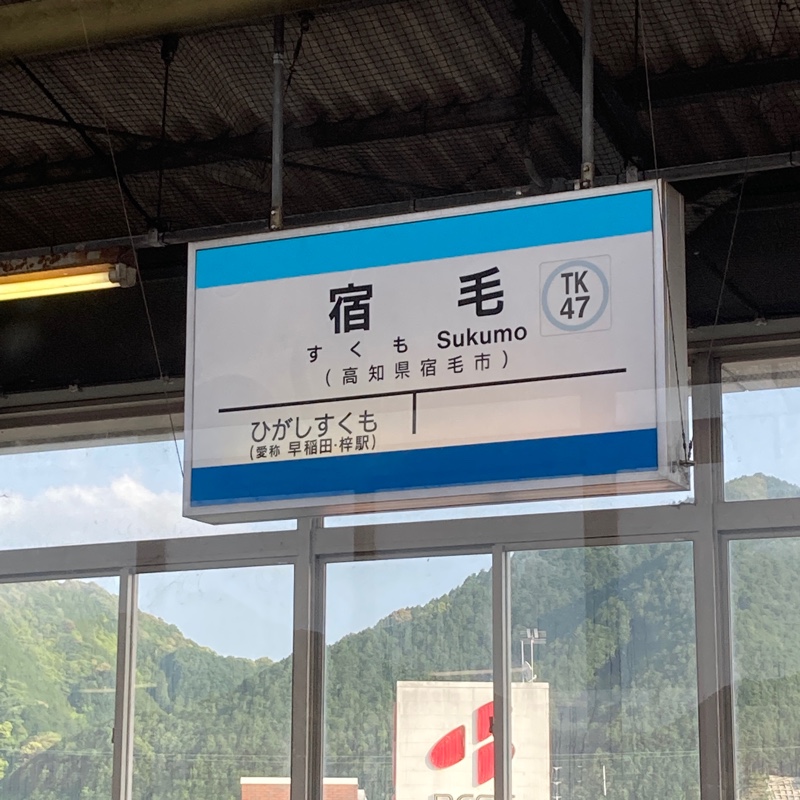 宿毛
TK
47
すくも Sukumo
(高知県宿毛市)
ひがしすくも
(愛称 早稲田・梓駅)